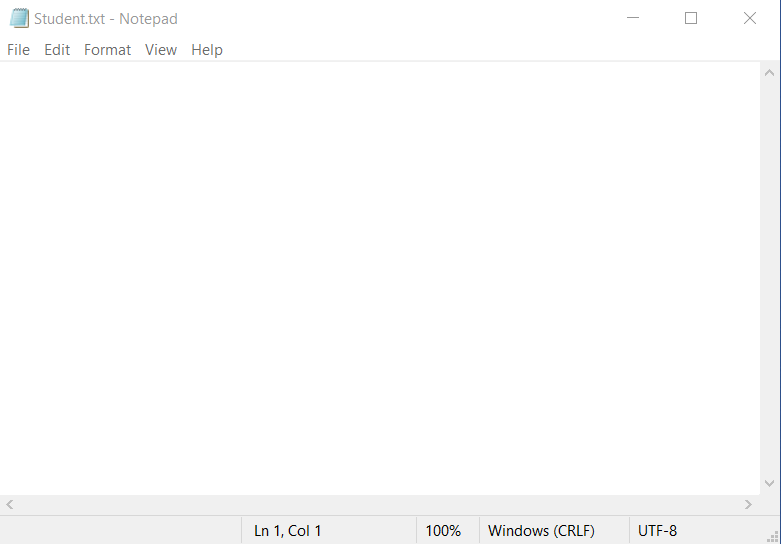 Student.txt - Notepad
File Edit Format View Help
Ln 1, Col 1 100% Windows (CRLF) UTF-8